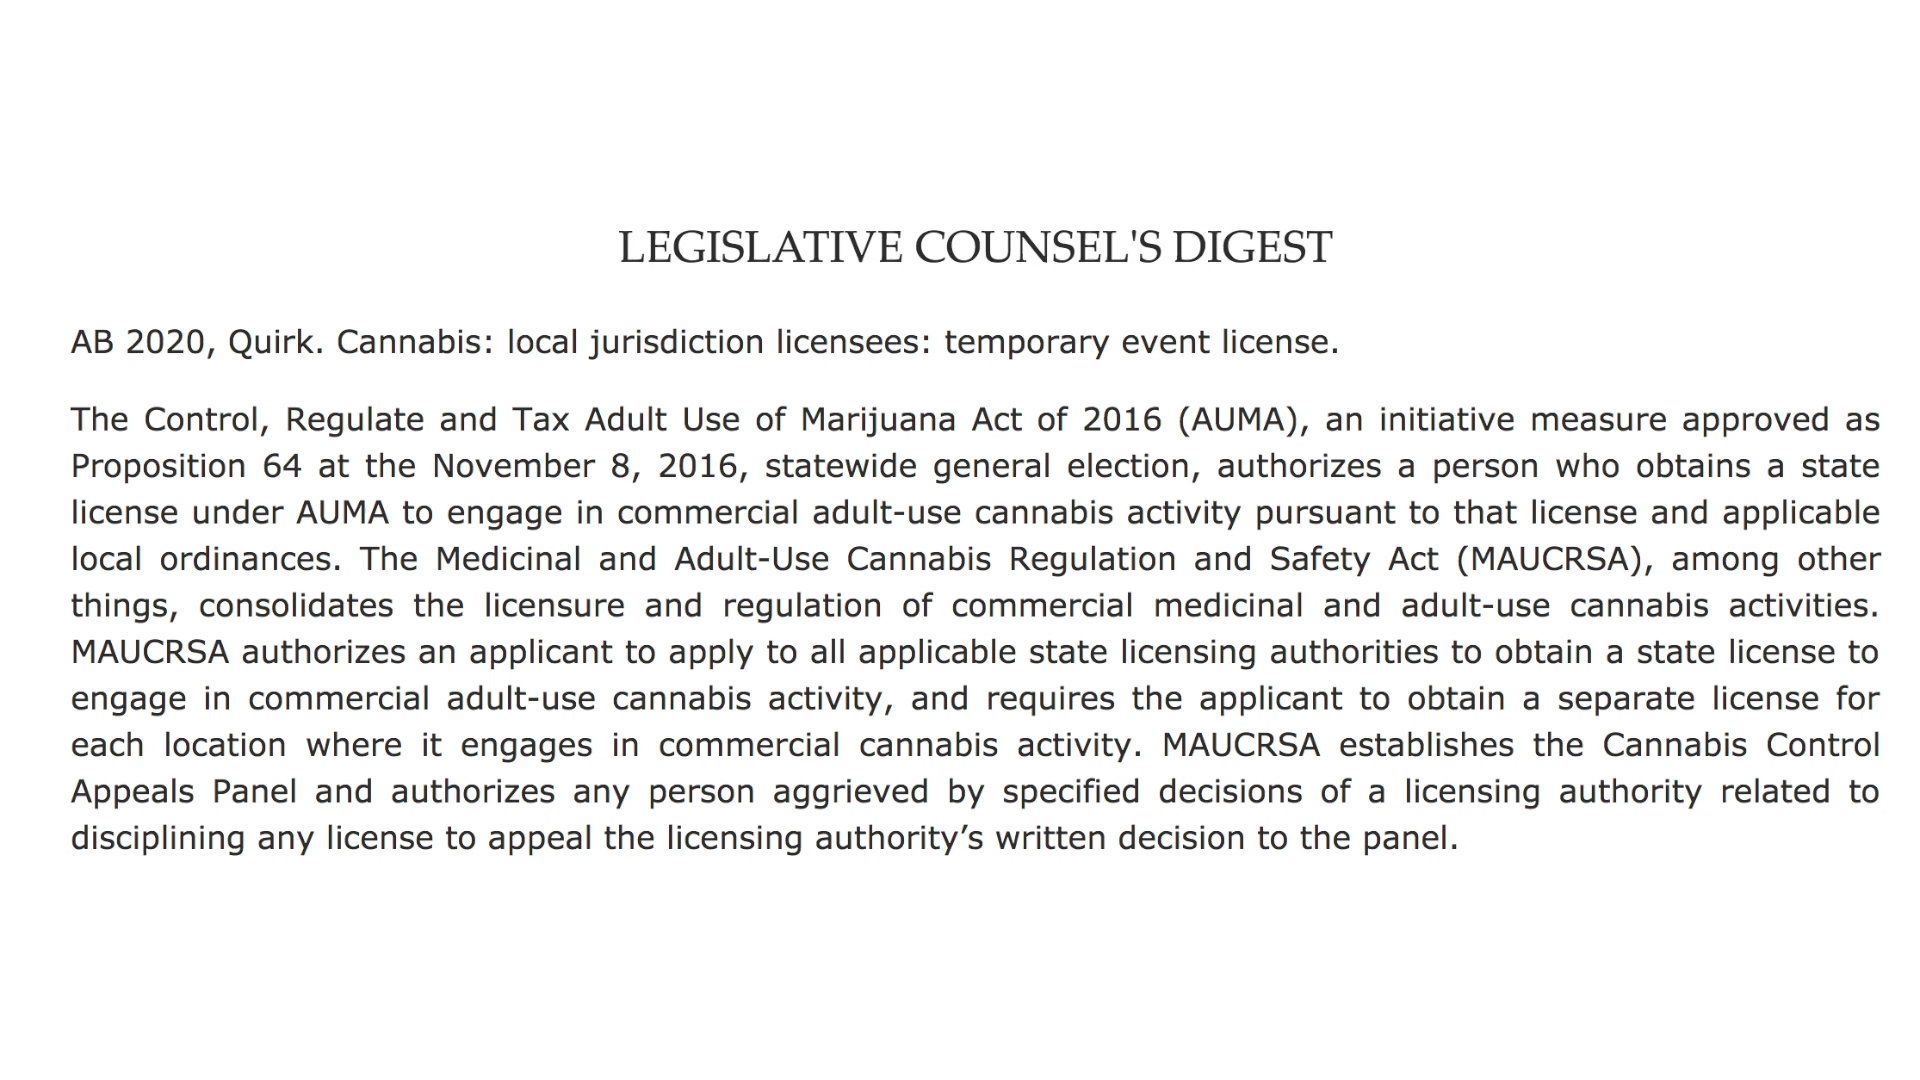 LEGISLATIVE COUNSEL'S DIGEST
AB 2020, Quirk. Cannabis: local jurisdiction licensees: temporary event license.
The Control, Regulate and Tax Adult Use of Marijuana Act of 2016 (AUMA), an initiative measure approved as
Proposition 64 at the November 8, 2016, statewide general election, authorizes a person who obtains a state
license under AUMA to engage in commercial adult-use cannabis activity pursuant to that license and applicable
local ordinances. The Medicinal and Adult-Use Cannabis Regulation and Safety Act (MAUCRSA), among other
things, consolidates the licensure and regulation of commercial medicinal and adult-use cannabis activities.
MAUCRSA authorizes an applicant to apply to all applicable state licensing authorities to obtain a state license to
engage in commercial adult-use cannabis activity, and requires the applicant to obtain a separate license for
each location where it engages in commercial cannabis activity. MAUCRSA establishes the Cannabis Control
Appeals Panel and authorizes any person aggrieved by specified decisions of a licensing authority related to
disciplining any license to appeal the licensing authority’s written decision to the panel.